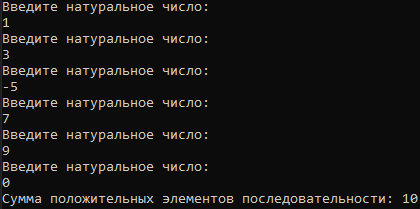 Введите натуральное число:
1
Введите натуральное число:
3
Введите натуральное число:
-5
Введите натуральное число:
7
Введите натуральное число:
9
Введите натуральное число:
0
Сумма положительных элементов последовательности: 10